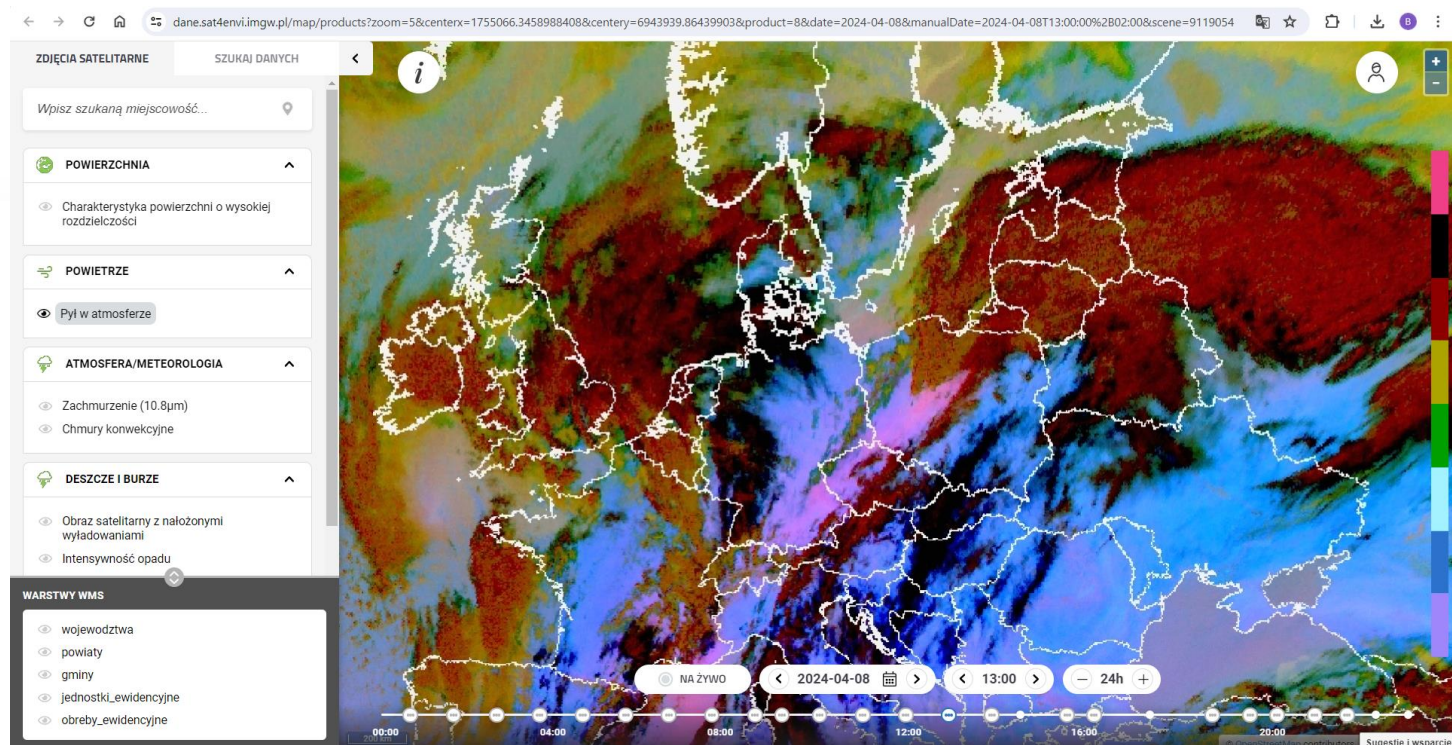 dane.sat4envi.imgw.pl/map/products?zoom=5&centerx=1755066.3458988408&centery=6943939.86439903&product=8&date=2024-04-08&manualDate=2024-04-08T13:00:00%2B02:00&scene=9119054
B
ZDJĘCIA SATELITARNE
SZUKAJ DANYCH
i
+
-
Wpisz szukaną miejscowość...
POWIERZCHNIA
Charakterystyka powierzchni o wysokiej
rozdzielczości
POWIETRZE
Pył w atmosferze
ATMOSFERA/METEOROLOGIA
Zachmurzenie (10.8µm)
Chmury konwekcyjne
DESZCZE I BURZE
Obraz satelitarny z nałożonymi
wyładowaniami
Intensywność opadu
WARSTWY WMS
województwa
powiaty
gminy
jednostki_ewidencyjne
obreby_ewidencyjne
NA ŻYWO
2024-04-08
13:00
24h
00:00
04:00
08:00
12:00
16:00
20:00
200 km
Sugestie i wsparcie